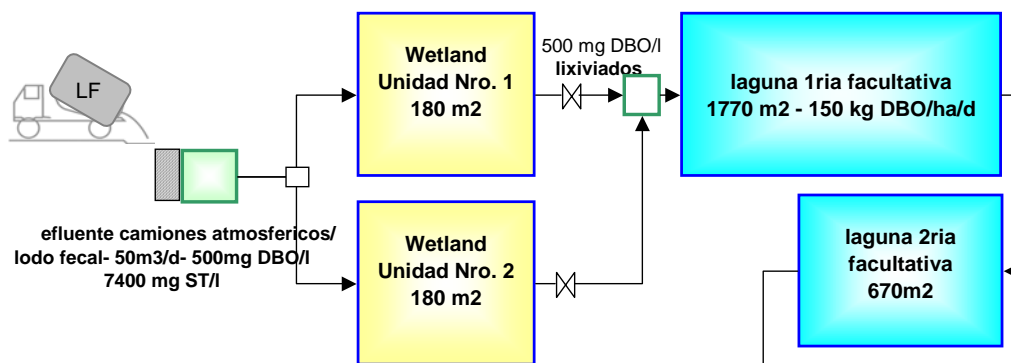 LF
efluente camiones atmosfericos/
lodo fecal- 50m3/d- 500mg DBO/l
7400 mg ST/l
Wetland
Unidad Nro. 1
180 m2
Wetland
Unidad Nro. 2
180 m2
500 mg DBO/l
lixiviados
laguna 1ria facultativa
1770 m2 - 150 kg DBO/ha/d
laguna 2ria
facultativa
670m2